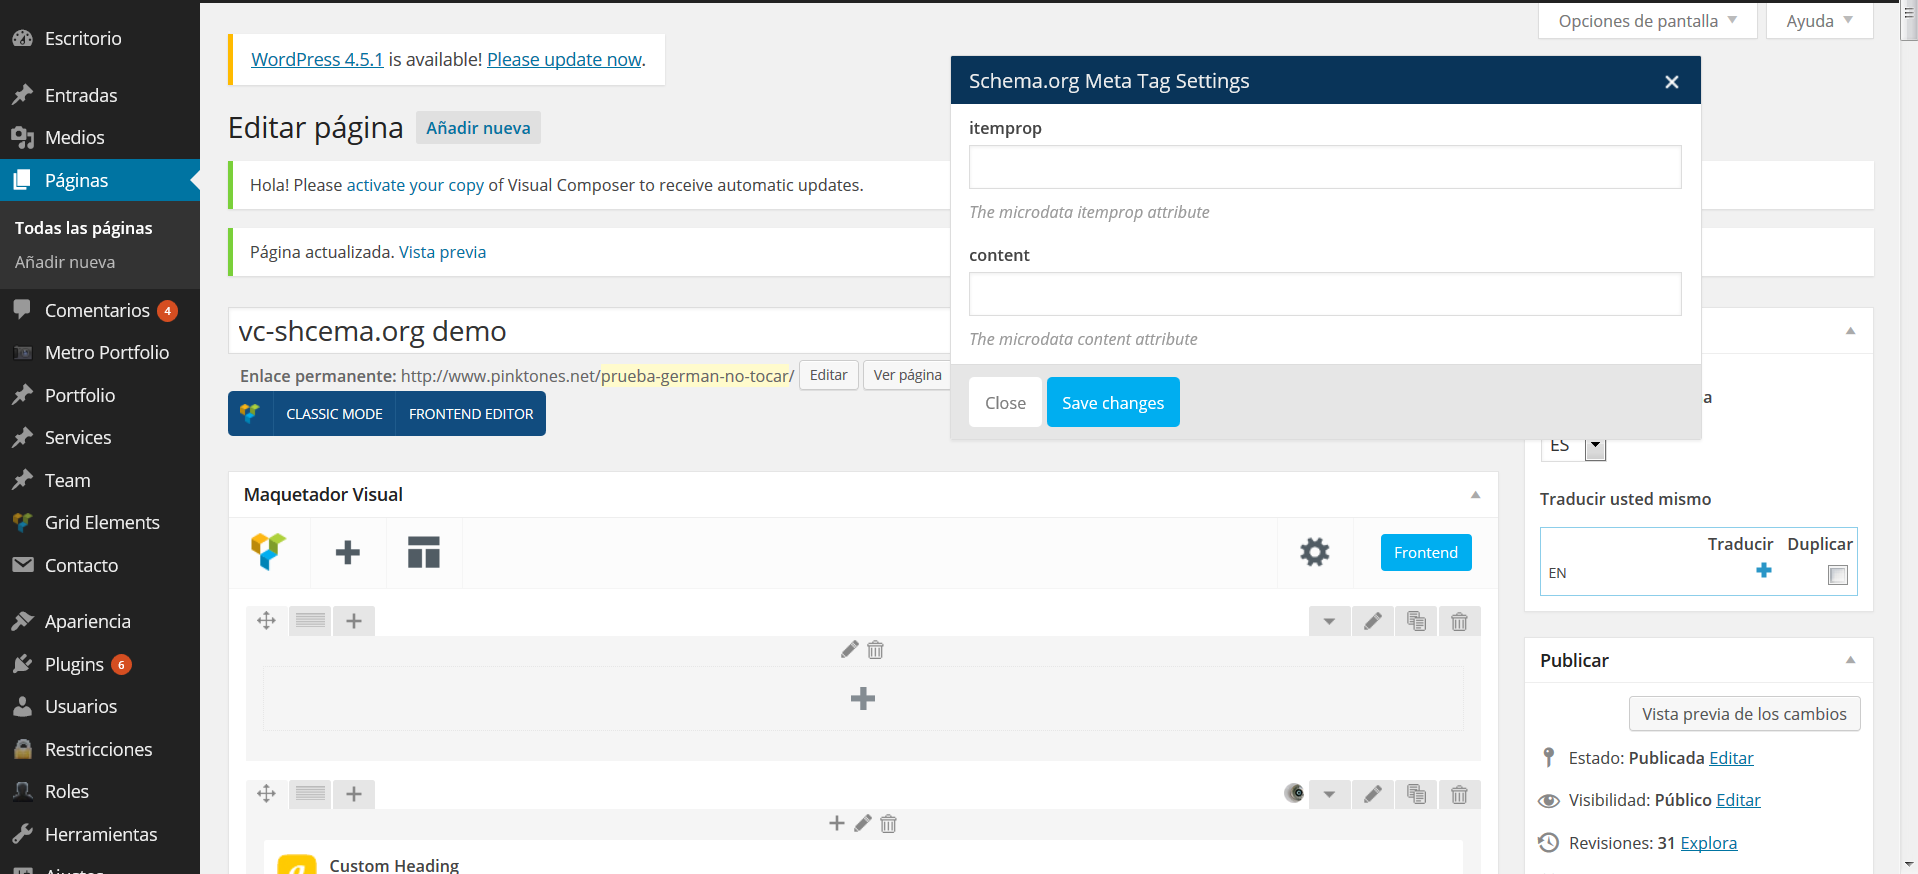 Escritorio
Entradas
Medios
Páginas
Todas las páginas
Añadir nueva
Comentarios 4
Metro Portfolio
Portfolio
Services
Team
Grid Elements
Contacto
Apariencia
Plugins 6
Usuarios
Restricciones
Roles
Herramientas
Opciones de pantalla
Ayuda
WordPress 4.5.1 is available! Please update now.
Editar página Añadir nueva
Hola! Please activate your copy of Visual Composer to receive automatic updates.
Página actualizada. Vista previa
vc-shcema.org demo
Enlace permanente: http://www.pinktones.net/prueba-german-no-tocar/ Editar Ver página
CLASSIC MODE FRONTEND EDITOR
Schema.org Meta Tag Settings
itemprop
The microdata itemprop attribute
content
The microdata content attribute
Close Save changes
Maquetador Visual
Frontend
Custom Heading
a
ES
Traducir usted mismo
Traducir Duplicar
EN
Publicar
Vista previa de los cambios
Estado: Publicada Editar
Visibilidad: Público Editar
Revisiones: 31 Explora